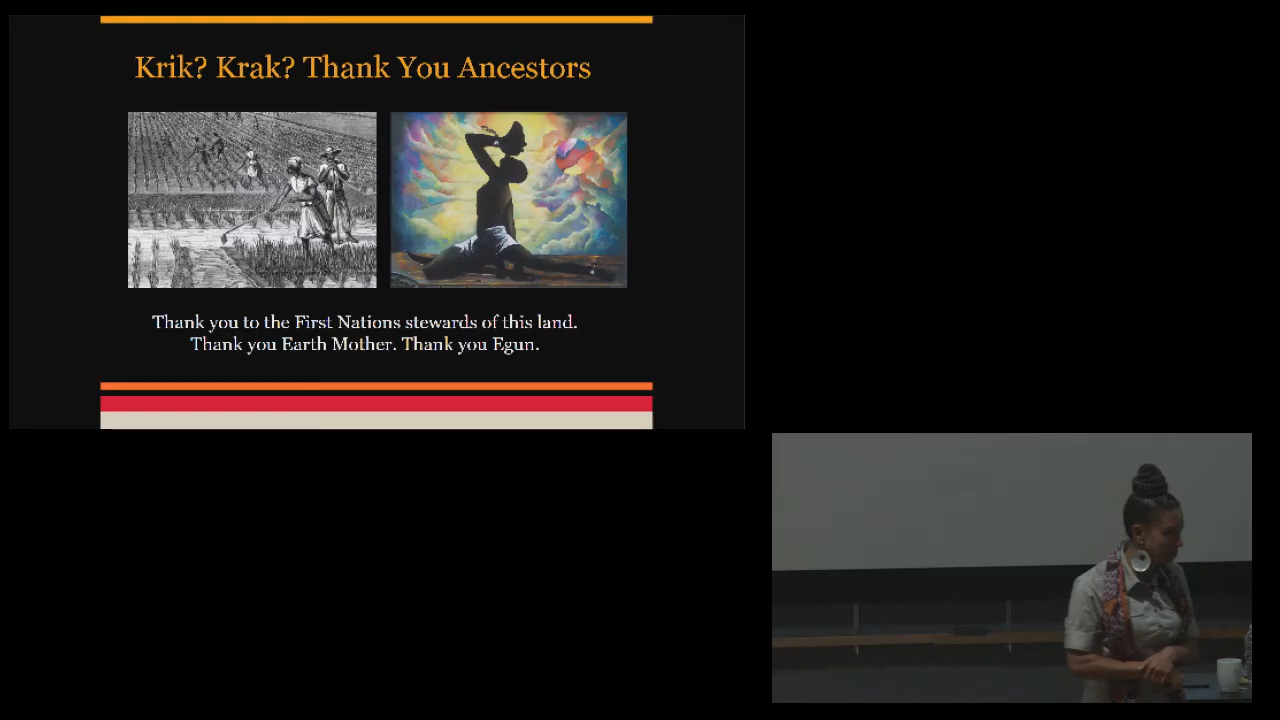 Krik? Krak? Thank You Ancestors
Thank you to the First Nations stewards of this land.
Thank you Earth Mother. Thank you Egun.